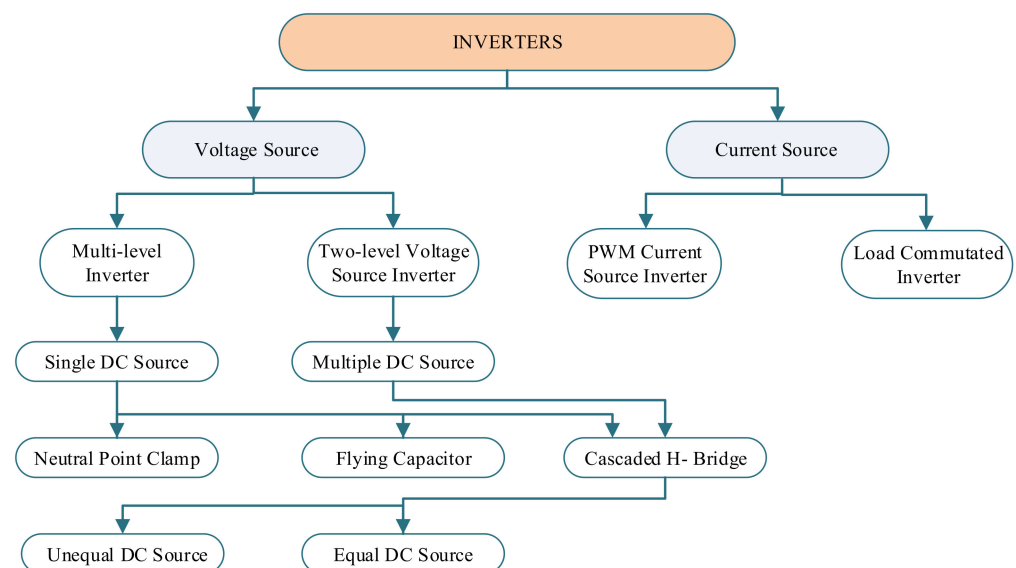 INVERTERS
Voltage Source
Current Source
Multi-level
Inverter
Two-level Voltage
Source Inverter
PWM Current
Source Inverter
Load Commutated
Inverter
Single DC Source
Multiple DC Source
Neutral Point Clamp
Flying Capacitor
Cascaded H- Bridge
Unequal DC Source
Equal DC Source